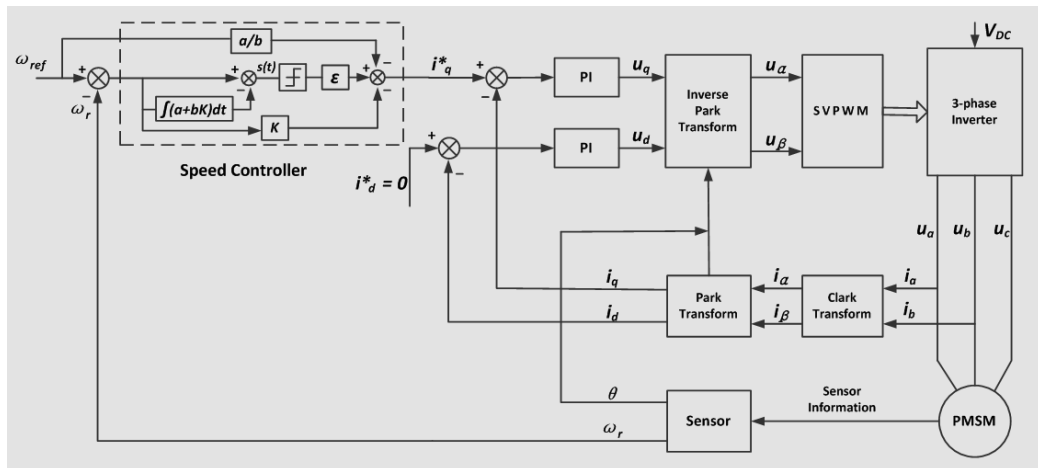 ω_ref
+
−
ω_r
a/b
s(t)
+
−
ε
+
−
−
∫(a+bK)dt
K
Speed Controller
i*_q
+
−
PI
u_q
i*_d = 0
+
−
PI
u_d
Inverse
Park
Transform
u_α
u_β
SVPWM
V_DC
3-phase
Inverter
u_a
u_b
u_c
i_q
i_d
Park
Transform
i_α
i_β
Clark
Transform
i_a
i_b
θ
ω_r
Sensor
Sensor
Information
PMSM